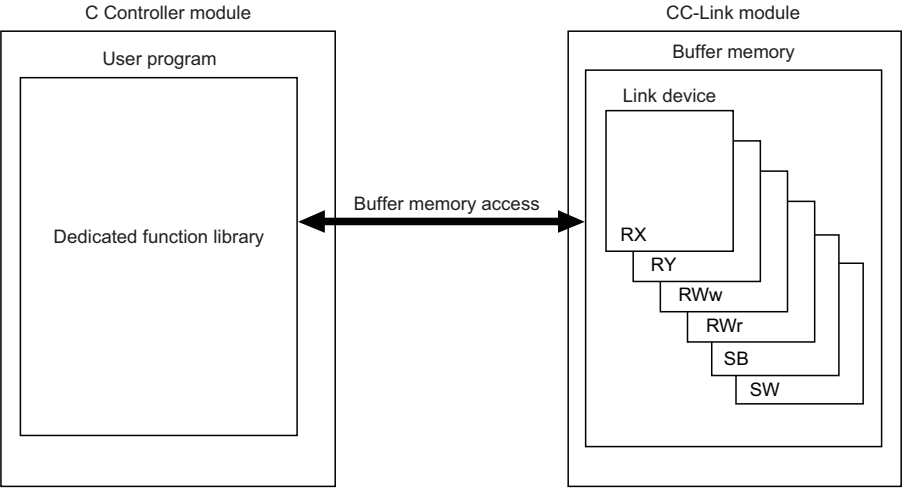 C Controller module
CC-Link module
User program
Buffer memory
Link device
Buffer memory access
Dedicated function library
RX
RY
RWw
RWr
SB
SW